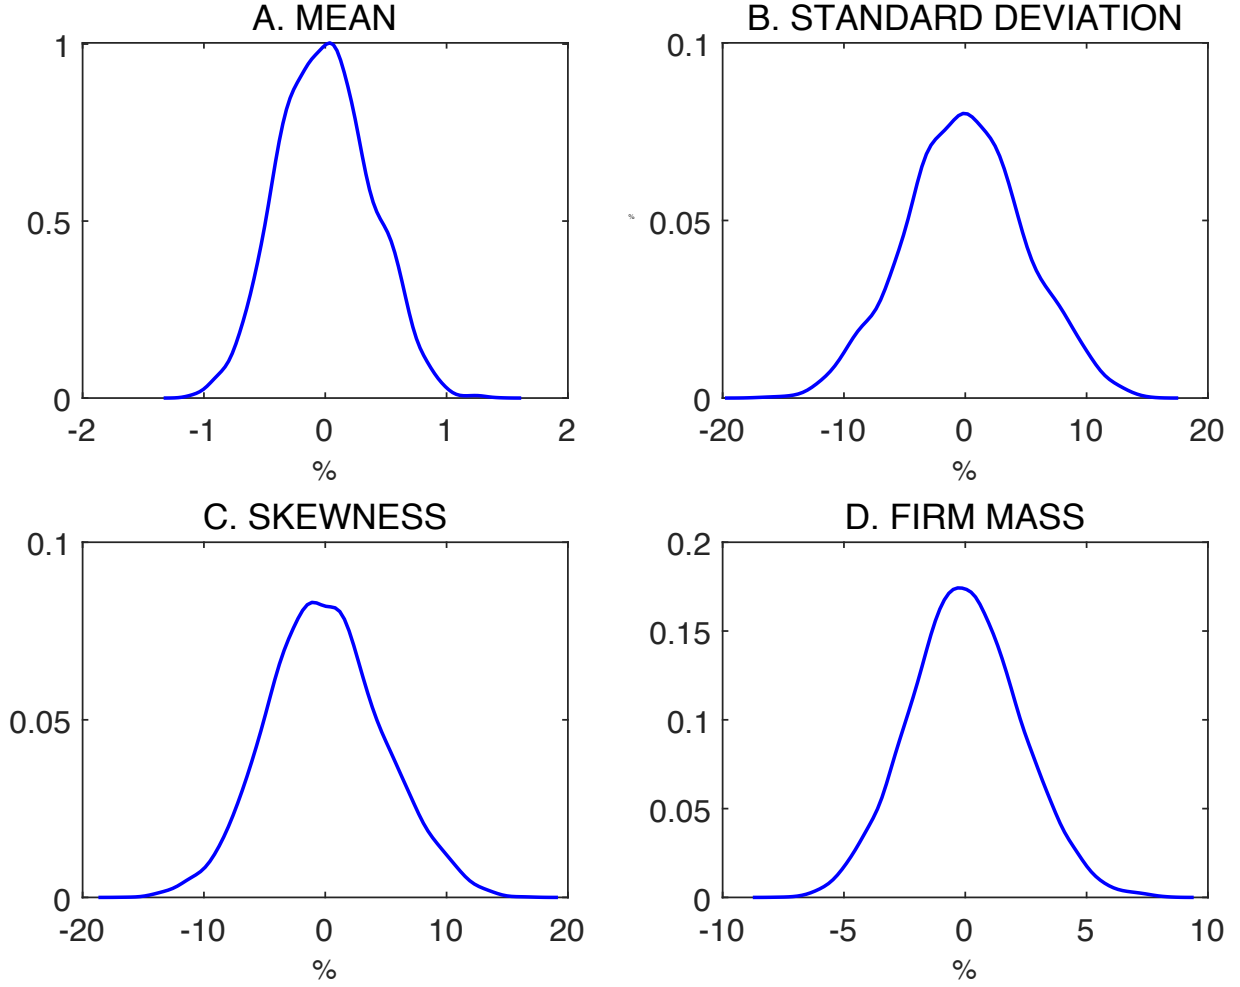 A. MEAN
1
0.5
0
-2 -1 0 1 2
%
B. STANDARD DEVIATION
0.1
% 0.05
0
-20 -10 0 10 20
%
C. SKEWNESS
0.1
0.05
0
-20 -10 0 10 20
%
D. FIRM MASS
0.2
0.15
0.1
0.05
0
-10 -5 0 5 10
%